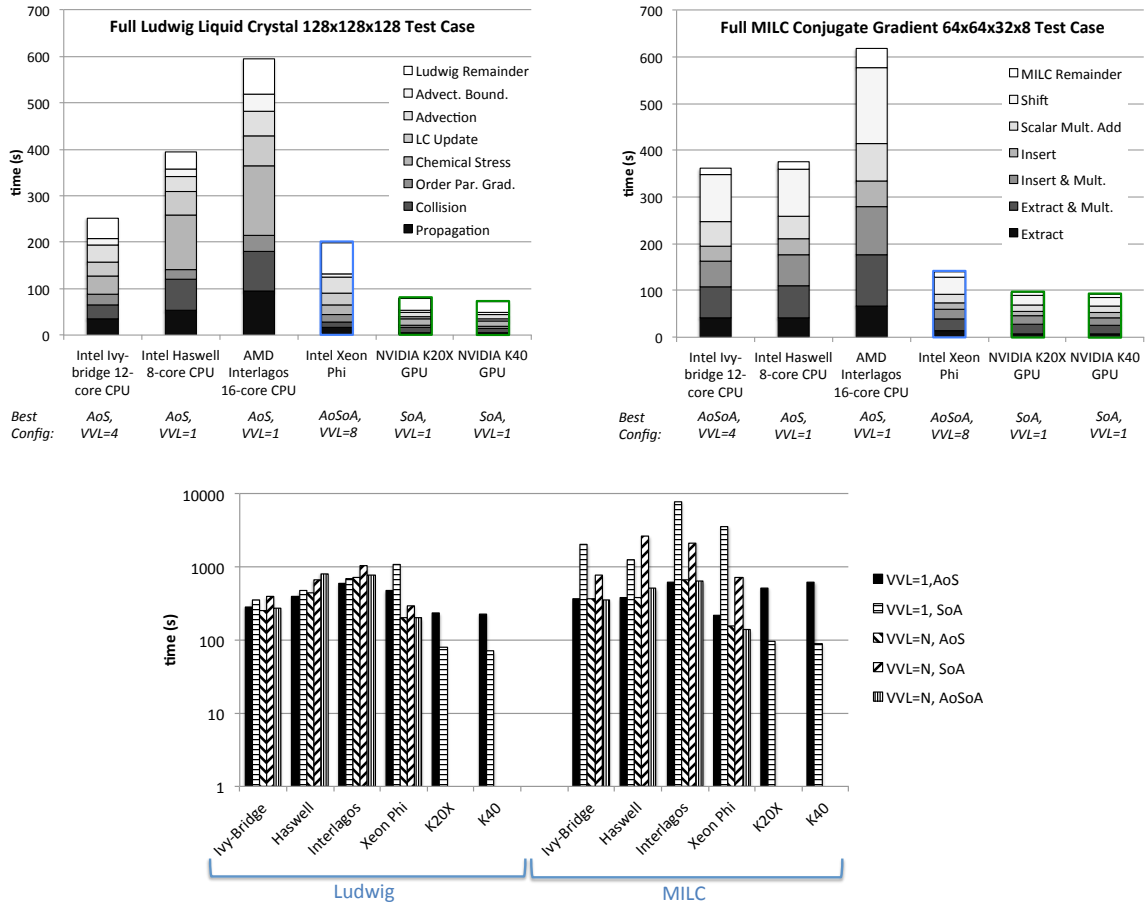 Full Ludwig Liquid Crystal 128x128x128 Test Case
700
600
500
400
300
200
100
0
time (s)
Ludwig Remainder
Advect. Bound.
Advection
LC Update
Chemical Stress
Order Par. Grad.
Collision
Propagation
Intel Ivy-
bridge 12-
core CPU
Intel Haswell
8-core CPU
AMD
Interlagos
16-core CPU
Intel Xeon
Phi
NVIDIA K20X
GPU
NVIDIA K40
GPU
Best
Config:
AoS,
VVL=4
AoS,
VVL=1
AoS,
VVL=1
AoSoA,
VVL=8
SoA,
VVL=1
SoA,
VVL=1
Full MILC Conjugate Gradient 64x64x32x8 Test Case
700
600
500
400
300
200
100
0
time (s)
MILC Remainder
Shift
Scalar Mult. Add
Insert
Insert & Mult.
Extract & Mult.
Extract
Intel Ivy-
bridge 12-
core CPU
Intel Haswell
8-core CPU
AMD
Interlagos
16-core CPU
Intel Xeon
Phi
NVIDIA K20X
GPU
NVIDIA K40
GPU
Best
Config:
AoSoA,
VVL=4
AoS,
VVL=1
AoS,
VVL=1
AoSoA,
VVL=8
SoA,
VVL=1
SoA,
VVL=1
10000
1000
100
10
1
time (s)
VVL=1,AoS
VVL=1, SoA
VVL=N, AoS
VVL=N, SoA
VVL=N, AoSoA
Ivy-Bridge
Haswell
Interlagos
Xeon Phi
K20X
K40
Ivy-Bridge
Haswell
Interlagos
Xeon Phi
K20X
K40
Ludwig
MILC